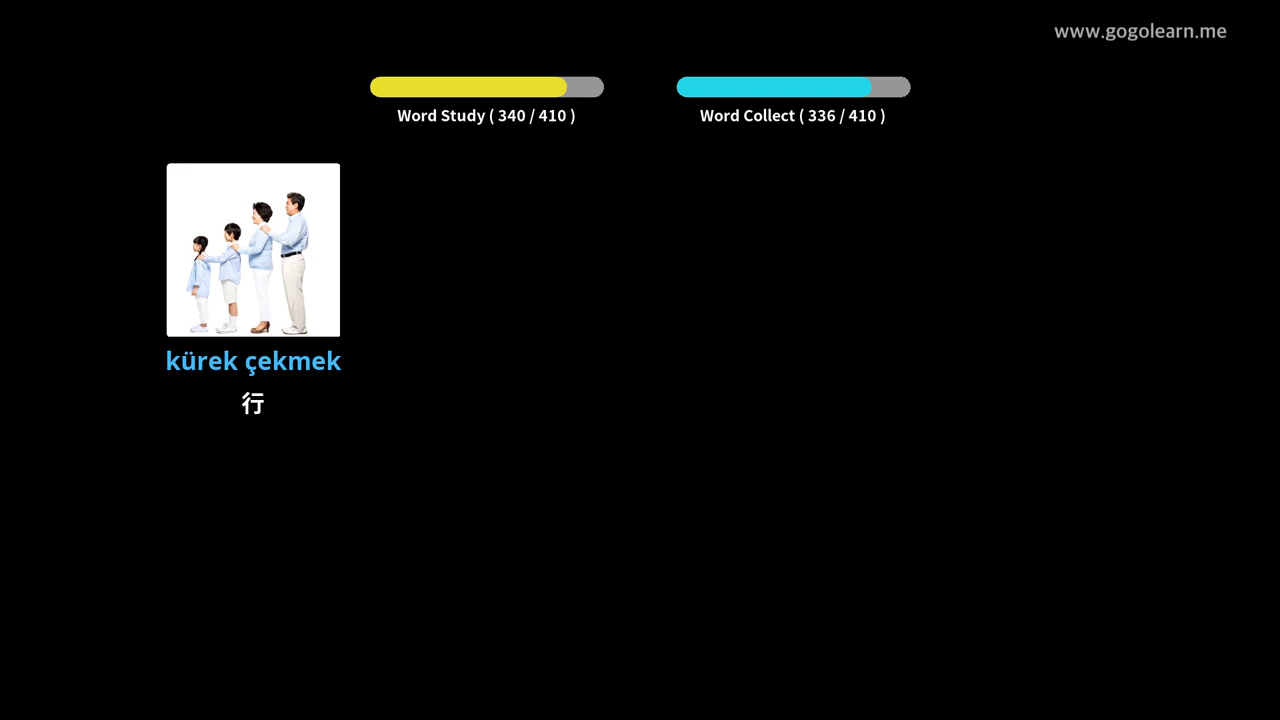 www.gogolearn.me
Word Study ( 340 / 410 )
Word Collect ( 336 / 410 )
kürek çekmek
行